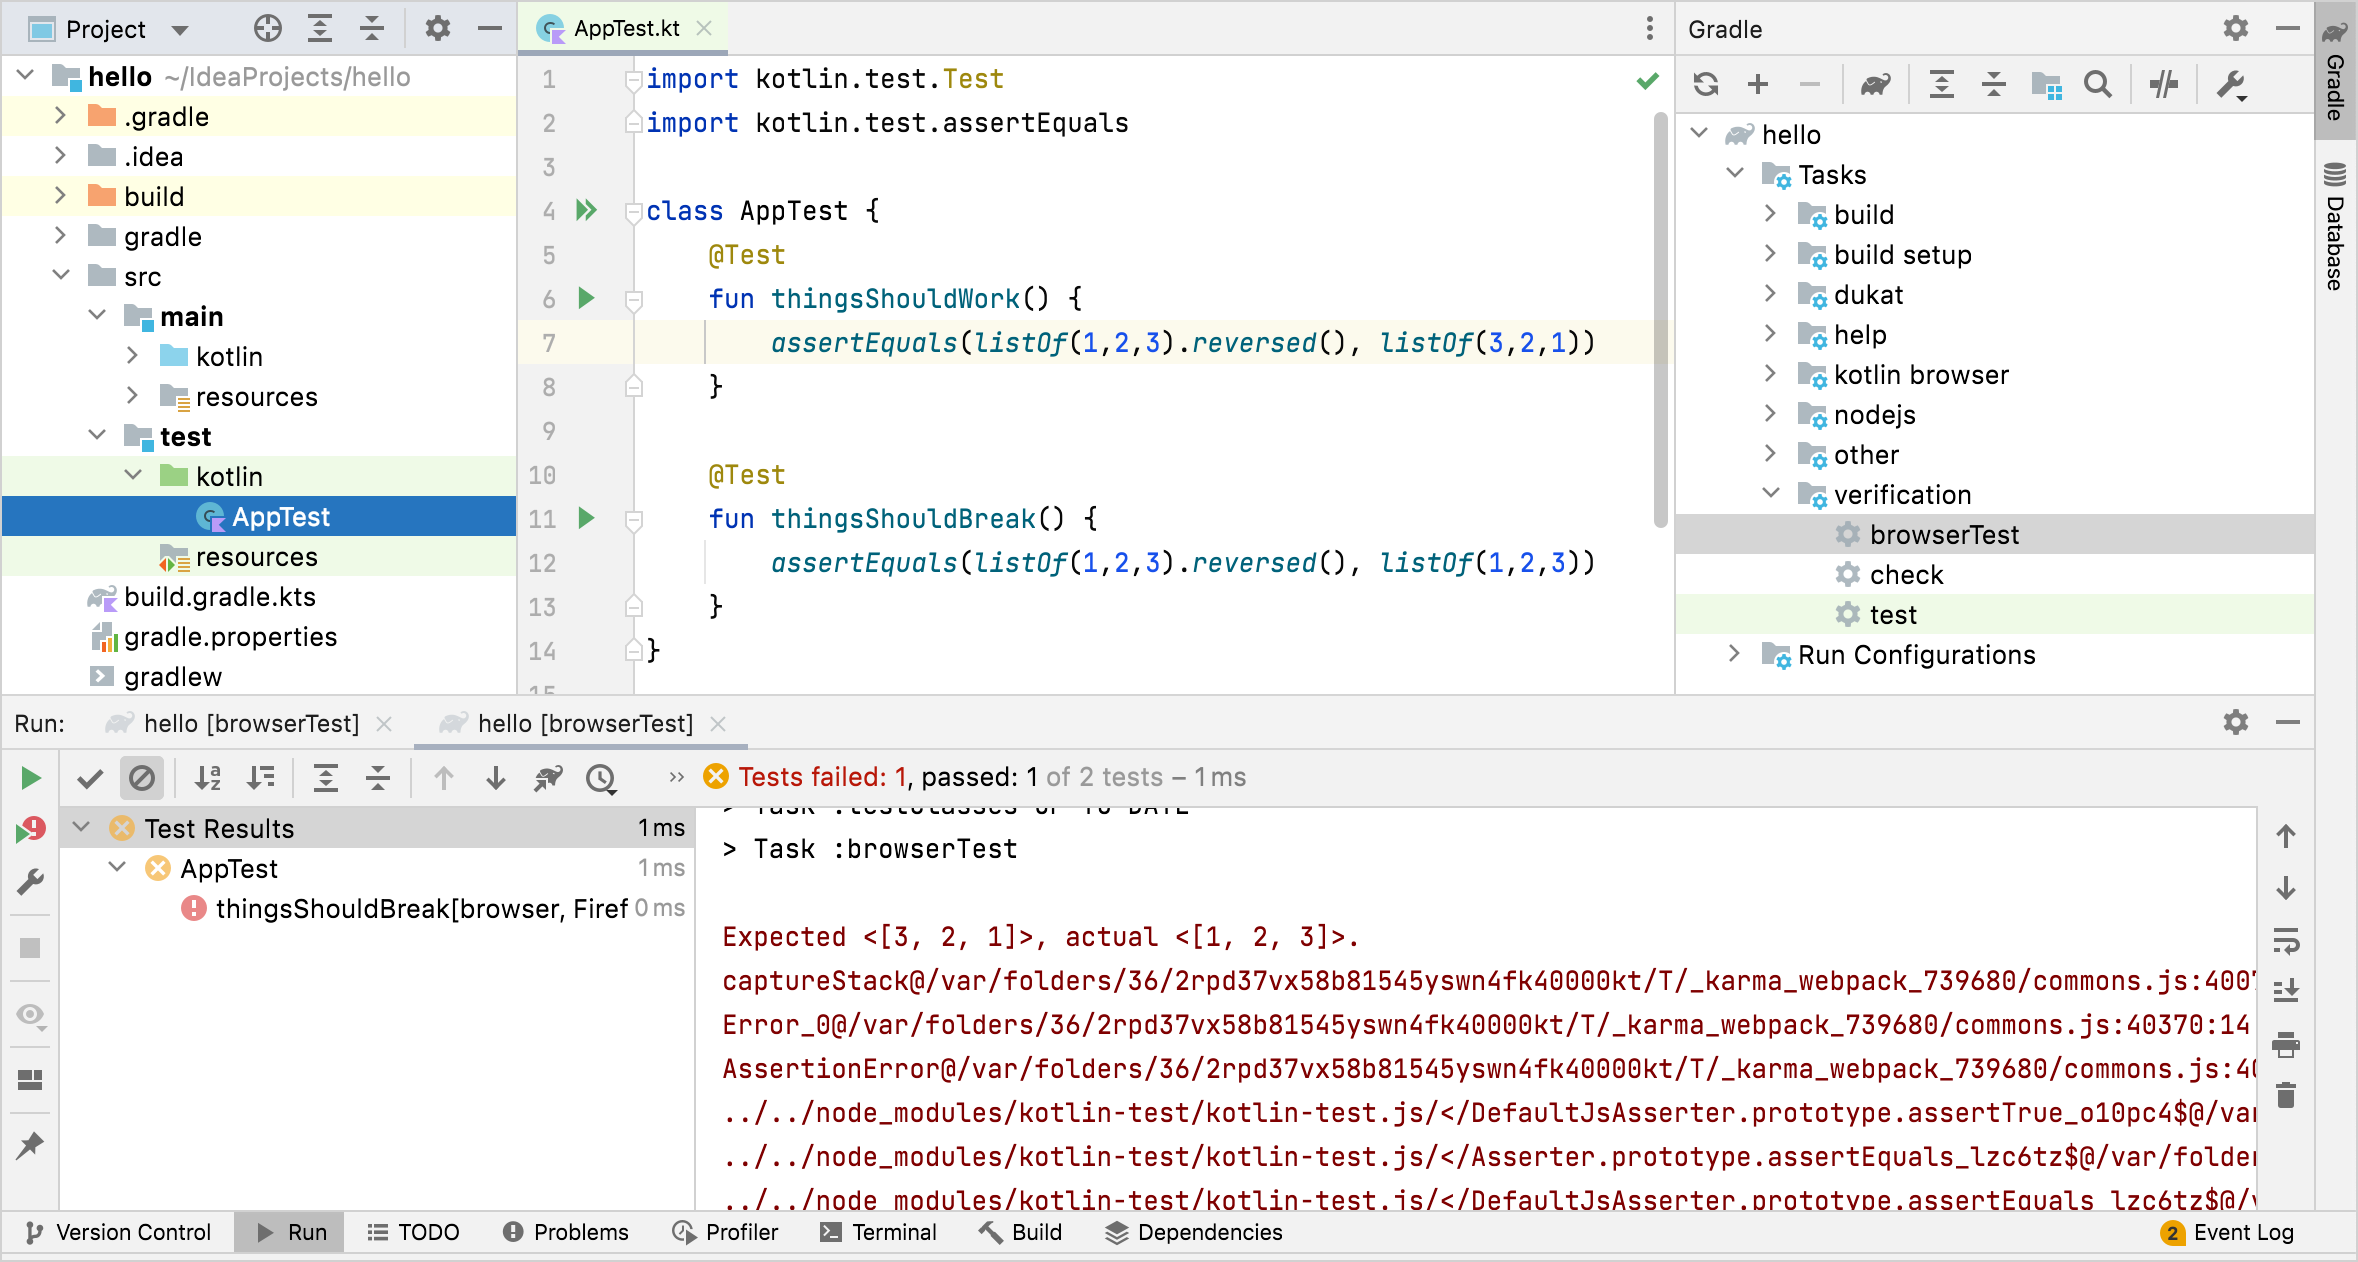 Project
hello ~/IdeaProjects/hello
.gradle
.idea
build
gradle
src
main
kotlin
resources
test
kotlin
AppTest
resources
build.gradle.kts
gradle.properties
gradlew
AppTest.kt
1 import kotlin.test.Test
2 import kotlin.test.assertEquals
3
4 class AppTest {
5 @Test
6 fun thingsShouldWork() {
7 assertEquals(listOf(1,2,3).reversed(), listOf(3,2,1))
8 }
9
10 @Test
11 fun thingsShouldBreak() {
12 assertEquals(listOf(1,2,3).reversed(), listOf(1,2,3))
13 }
14 }
15
Gradle
hello
Tasks
build
build setup
dukat
help
kotlin browser
nodejs
other
verification
browserTest
check
test
Run Configurations
Gradle
Database
Run: hello [browserTest] hello [browserTest]
Tests failed: 1, passed: 1 of 2 tests – 1 ms
Test Results 1 ms
AppTest 1 ms
thingsShouldBreak[browser, Firef 0 ms
> Task :testClasses UP-TO-DATE
> Task :browserTest
Expected <[3, 2, 1]>, actual <[1, 2, 3]>.
captureStack@/var/folders/36/2rpd37vx58b81545yswn4fk40000kt/T/_karma_webpack_739680/commons.js:4007
Error_0@/var/folders/36/2rpd37vx58b81545yswn4fk40000kt/T/_karma_webpack_739680/commons.js:40370:14
AssertionError@/var/folders/36/2rpd37vx58b81545yswn4fk40000kt/T/_karma_webpack_739680/commons.js:40
../../node_modules/kotlin-test/kotlin-test.js/</DefaultJsAsserter.prototype.assertTrue_o10pc4$@/var
../../node_modules/kotlin-test/kotlin-test.js/</Asserter.prototype.assertEquals_lzc6tz$@/var/folder
../../node_modules/kotlin-test/kotlin-test.js/</DefaultJsAsserter.prototype.assertEquals_lzc6tz$@/v
Version Control Run TODO Problems Profiler Terminal Build Dependencies 2 Event Log